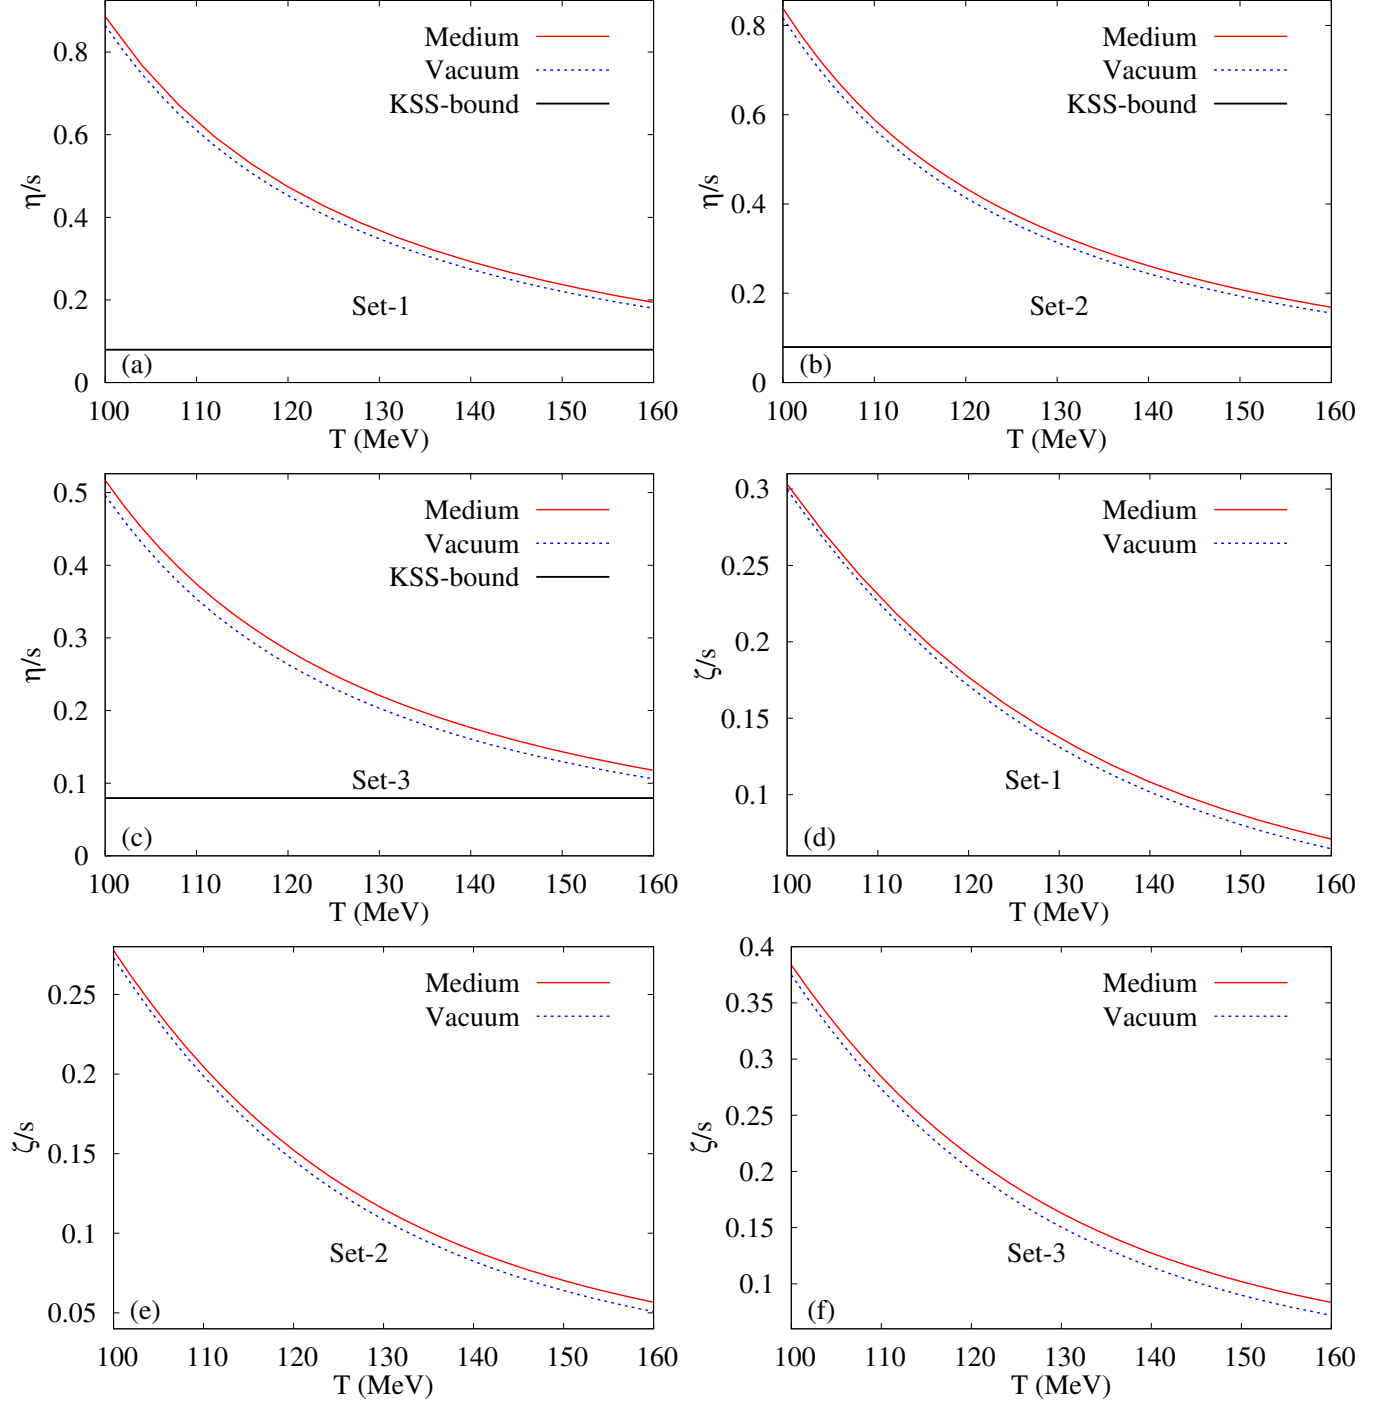 0.8
0.6
0.4
0.2
0
η/s
Medium
Vacuum
KSS-bound
Set-1
(a)
100 110 120 130 140 150 160
T (MeV)
0.8
0.6
0.4
0.2
0
η/s
Medium
Vacuum
KSS-bound
Set-2
(b)
100 110 120 130 140 150 160
T (MeV)
0.5
0.4
0.3
0.2
0.1
0
η/s
Medium
Vacuum
KSS-bound
Set-3
(c)
100 110 120 130 140 150 160
T (MeV)
0.3
0.25
0.2
0.15
0.1
ζ/s
Medium
Vacuum
Set-1
(d)
100 110 120 130 140 150 160
T (MeV)
0.25
0.2
0.15
0.1
0.05
ζ/s
Medium
Vacuum
Set-2
(e)
100 110 120 130 140 150 160
T (MeV)
0.4
0.35
0.3
0.25
0.2
0.15
0.1
ζ/s
Medium
Vacuum
Set-3
(f)
100 110 120 130 140 150 160
T (MeV)